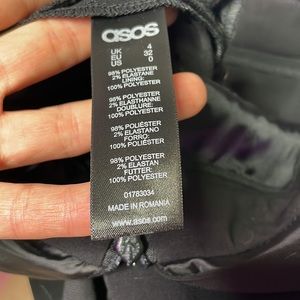 asos
UK 4
EU 32
US 0
98% POLYESTER
2% ELASTANE
LINING:
100% POLYESTER
98% POLYESTER
2% ELASTHANNE
DOUBLURE:
100% POLYESTER
98% POLIÉSTER
2% ELASTANO
FORRO:
100% POLIÉSTER
98% POLYESTER
2% ELASTAN
FUTTER:
100% POLYESTER
01783034
MADE IN ROMANIA
www.asos.com